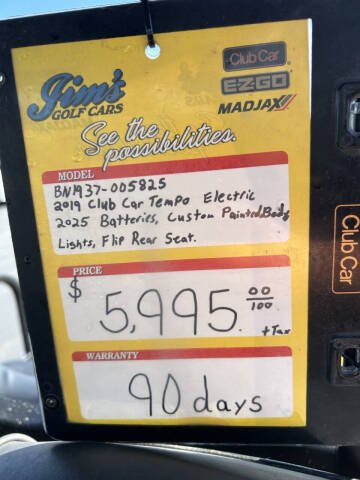 Jim's
GOLF CARS
Club Car
E-Z-GO
MADJAX
See the
possibilities.
MODEL
BN1937-005825
2019 Club Car Tempo Electric
2025 Batteries, Custom Painted Body
Lights, Flip Rear Seat.
PRICE
$5,995.00/100
+Tax
WARRANTY
90 days
Club Car